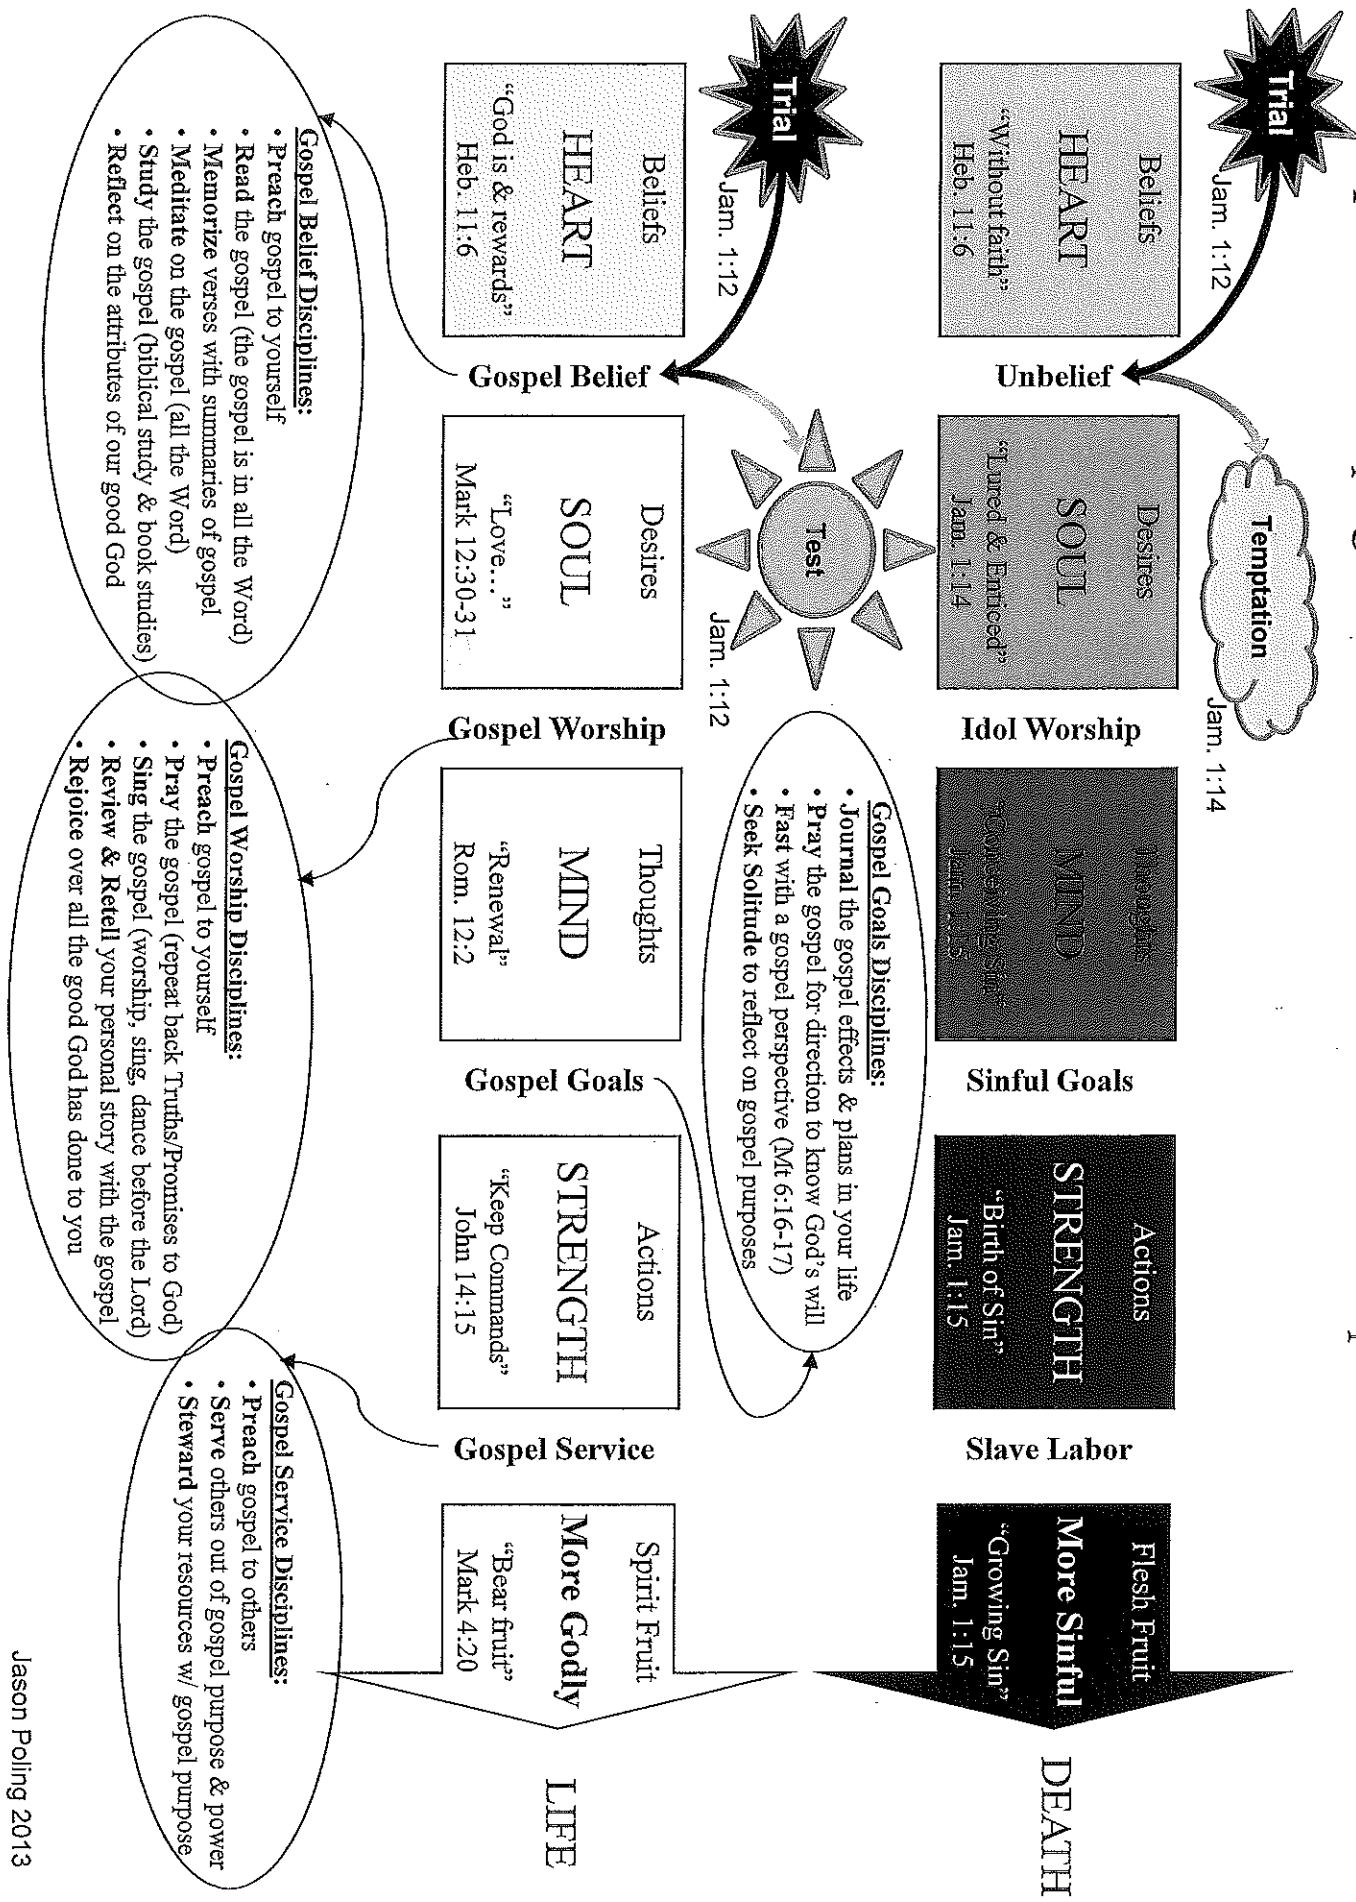 Trial
Jam. 1:12
Temptation
Jam. 1:14
Beliefs
HEART
"Without faith"
Heb. 11:6
Unbelief
Desires
SOUL
"Lured & Enticed"
Jam. 1:14
Idol Worship
Thoughts
MIND
"Conceiving Sin"
Jam. 1:15
Sinful Goals
Actions
STRENGTH
"Birth of Sin"
Jam. 1:15
Slave Labor
Flesh Fruit
More Sinful
"Growing Sin"
Jam. 1:15
DEATH
Trial
Jam. 1:12
Test
Jam. 1:12
Gospel Goals Disciplines:
• Journal the gospel effects & plans in your life
• Pray the gospel for direction to know God's will
• Fast with a gospel perspective (Mt 6:16-17)
• Seek Solitude to reflect on gospel purposes
Beliefs
HEART
"God is & rewards"
Heb. 11:6
Gospel Belief
Desires
SOUL
"Love…"
Mark 12:30-31
Gospel Worship
Thoughts
MIND
"Renewal"
Rom. 12:2
Gospel Goals
Actions
STRENGTH
"Keep Commands"
John 14:15
Gospel Service
Spirit Fruit
More Godly
"Bear fruit"
Mark 4:20
LIFE
Gospel Belief Disciplines:
• Preach gospel to yourself
• Read the gospel (the gospel is in all the Word)
• Memorize verses with summaries of gospel
• Meditate on the gospel (all the Word)
• Study the gospel (biblical study & book studies)
• Reflect on the attributes of our good God
Gospel Worship Disciplines:
• Preach gospel to yourself
• Pray the gospel (repeat back Truths/Promises to God)
• Sing the gospel (worship, sing, dance before the Lord)
• Review & Retell your personal story with the gospel
• Rejoice over all the good God has done to you
Gospel Service Disciplines:
• Preach gospel to others
• Serve others out of gospel purpose & power
• Steward your resources w/ gospel purpose
Jason Poling 2013